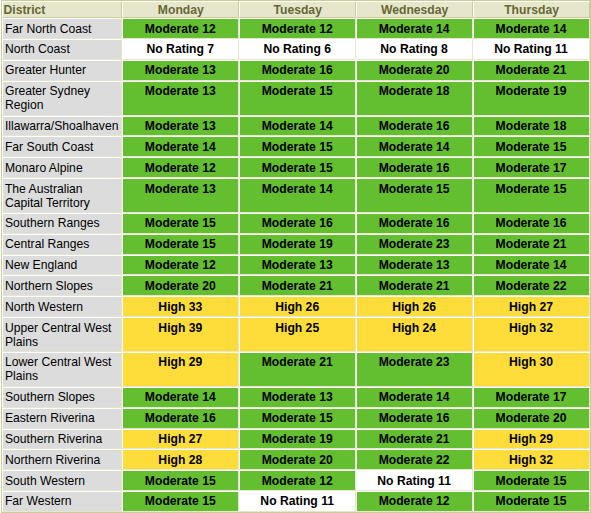 District Monday Tuesday Wednesday Thursday
Far North Coast Moderate 12 Moderate 12 Moderate 14 Moderate 14
North Coast No Rating 7 No Rating 6 No Rating 8 No Rating 11
Greater Hunter Moderate 13 Moderate 16 Moderate 20 Moderate 21
Greater Sydney Moderate 13 Moderate 15 Moderate 18 Moderate 19
Region
Illawarra/Shoalhaven Moderate 13 Moderate 14 Moderate 16 Moderate 18
Far South Coast Moderate 14 Moderate 15 Moderate 14 Moderate 15
Monaro Alpine Moderate 12 Moderate 15 Moderate 16 Moderate 17
The Australian Moderate 13 Moderate 14 Moderate 15 Moderate 15
Capital Territory
Southern Ranges Moderate 15 Moderate 16 Moderate 16 Moderate 16
Central Ranges Moderate 15 Moderate 19 Moderate 23 Moderate 21
New England Moderate 12 Moderate 13 Moderate 13 Moderate 14
Northern Slopes Moderate 20 Moderate 21 Moderate 21 Moderate 22
North Western High 33 High 26 High 26 High 27
Upper Central West High 39 High 25 High 24 High 32
Plains
Lower Central West High 29 Moderate 21 Moderate 23 High 30
Plains
Southern Slopes Moderate 14 Moderate 13 Moderate 14 Moderate 17
Eastern Riverina Moderate 16 Moderate 15 Moderate 16 Moderate 20
Southern Riverina High 27 Moderate 19 Moderate 21 High 29
Northern Riverina High 28 Moderate 20 Moderate 22 High 32
South Western Moderate 15 Moderate 12 No Rating 11 Moderate 15
Far Western Moderate 15 No Rating 11 Moderate 12 Moderate 15